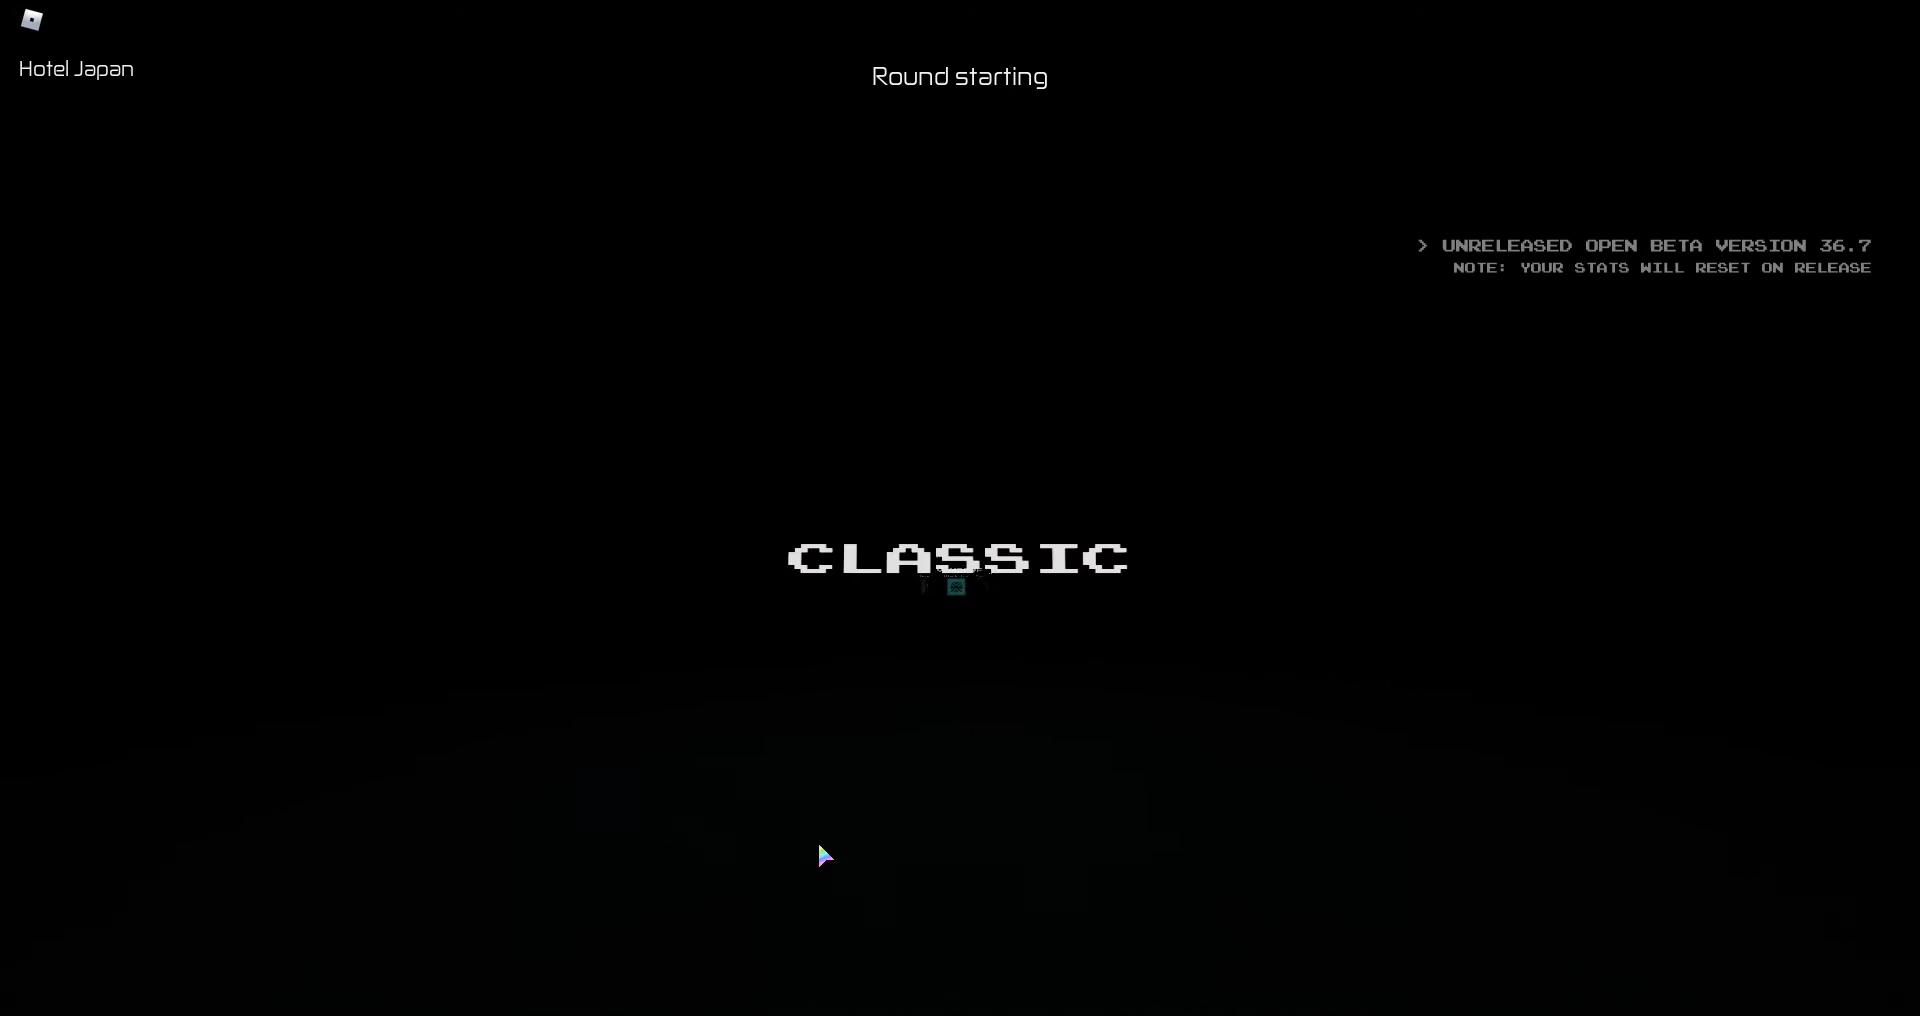 Hotel Japan
Round starting
> UNRELEASED OPEN BETA VERSION 36.7
NOTE: YOUR STATS WILL RESET ON RELEASE
CLASSIC